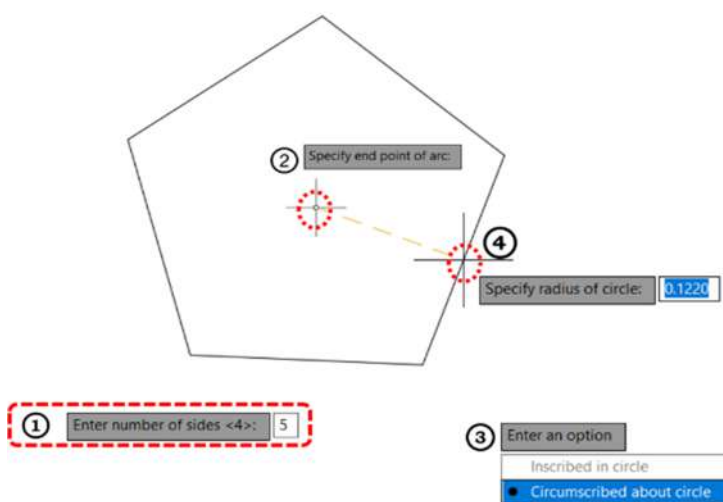 ② Specify end point of arc:
④
Specify radius of circle: 0.1220
① Enter number of sides <4>: 5
③ Enter an option
Inscribed in circle
Circumscribed about circle